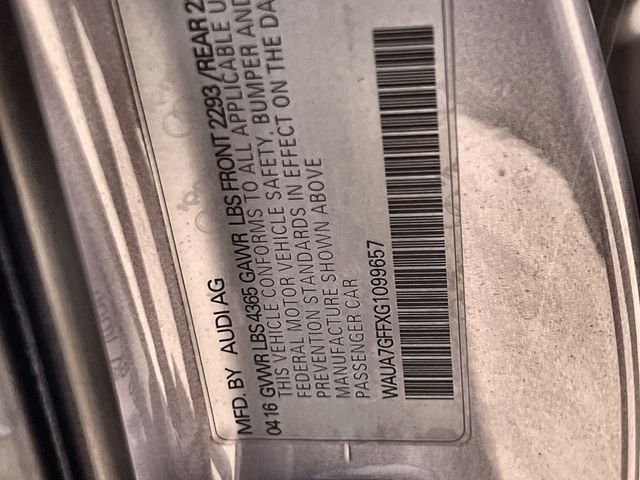 MFD. BY AUDI AG
04 16 GVWR LBS 4365 GAWR LBS FRONT 2293 /REAR 2
THIS VEHICLE CONFORMS TO ALL APPLICABLE U
FEDERAL MOTOR VEHICLE SAFETY, BUMPER AND
PREVENTION STANDARDS IN EFFECT ON THE DA
MANUFACTURE SHOWN ABOVE
PASSENGER CAR
WAUA7GFFXG1099657